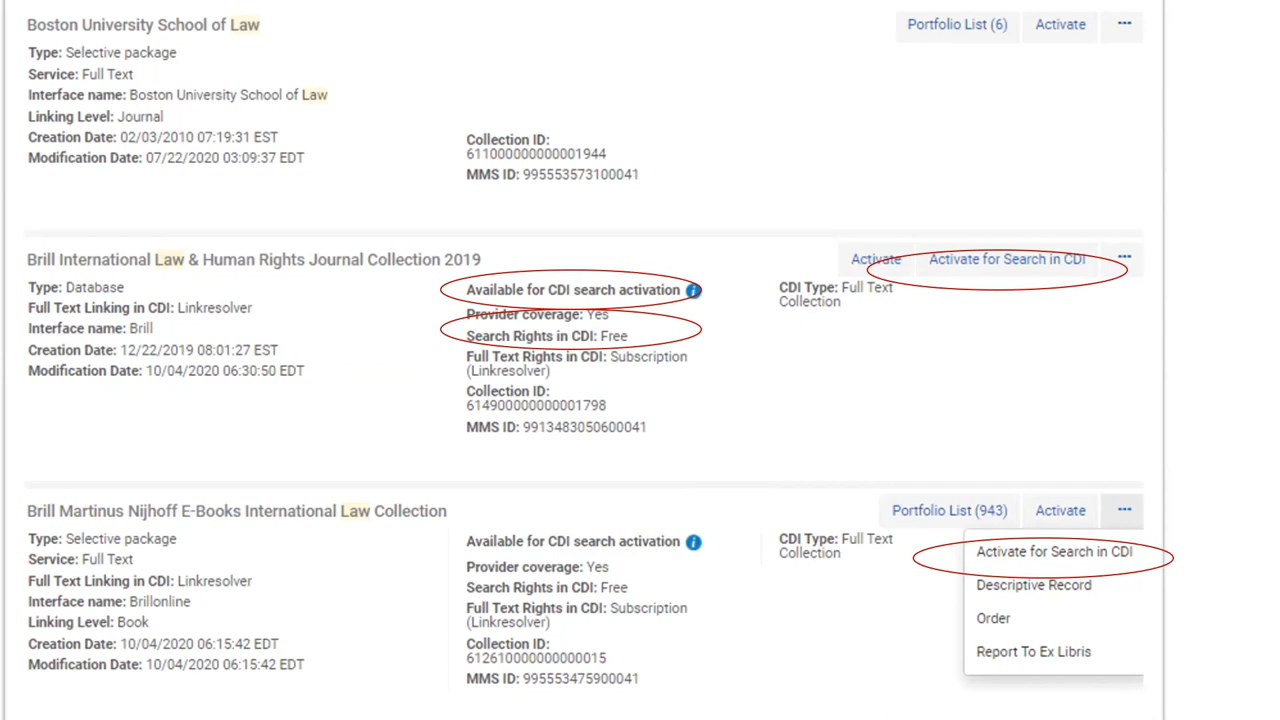 Boston University School of Law
Portfolio List (6) Activate ...
Type: Selective package
Service: Full Text
Interface name: Boston University School of Law
Linking Level: Journal
Creation Date: 02/03/2010 07:19:31 EST
Modification Date: 07/22/2020 03:09:37 EDT
Collection ID:
611000000000001944
MMS ID: 995553573100041
Brill International Law & Human Rights Journal Collection 2019
Activate Activate for Search in CDI ...
Type: Database
Full Text Linking in CDI: Linkresolver
Interface name: Brill
Creation Date: 12/22/2019 08:01:27 EST
Modification Date: 10/04/2020 06:30:50 EDT
Available for CDI search activation i
Provider coverage: Yes
Search Rights in CDI: Free
Full Text Rights in CDI: Subscription
(Linkresolver)
Collection ID:
614900000000001798
MMS ID: 9913483050600041
CDI Type: Full Text
Collection
Brill Martinus Nijhoff E-Books International Law Collection
Portfolio List (943) Activate ...
Type: Selective package
Service: Full Text
Full Text Linking in CDI: Linkresolver
Interface name: Brillonline
Linking Level: Book
Creation Date: 10/04/2020 06:15:42 EDT
Modification Date: 10/04/2020 06:15:42 EDT
Available for CDI search activation i
Provider coverage: Yes
Search Rights in CDI: Free
Full Text Rights in CDI: Subscription
(Linkresolver)
Collection ID:
612610000000000015
MMS ID: 995553475900041
CDI Type: Full Text
Collection
Activate for Search in CDI
Descriptive Record
Order
Report To Ex Libris